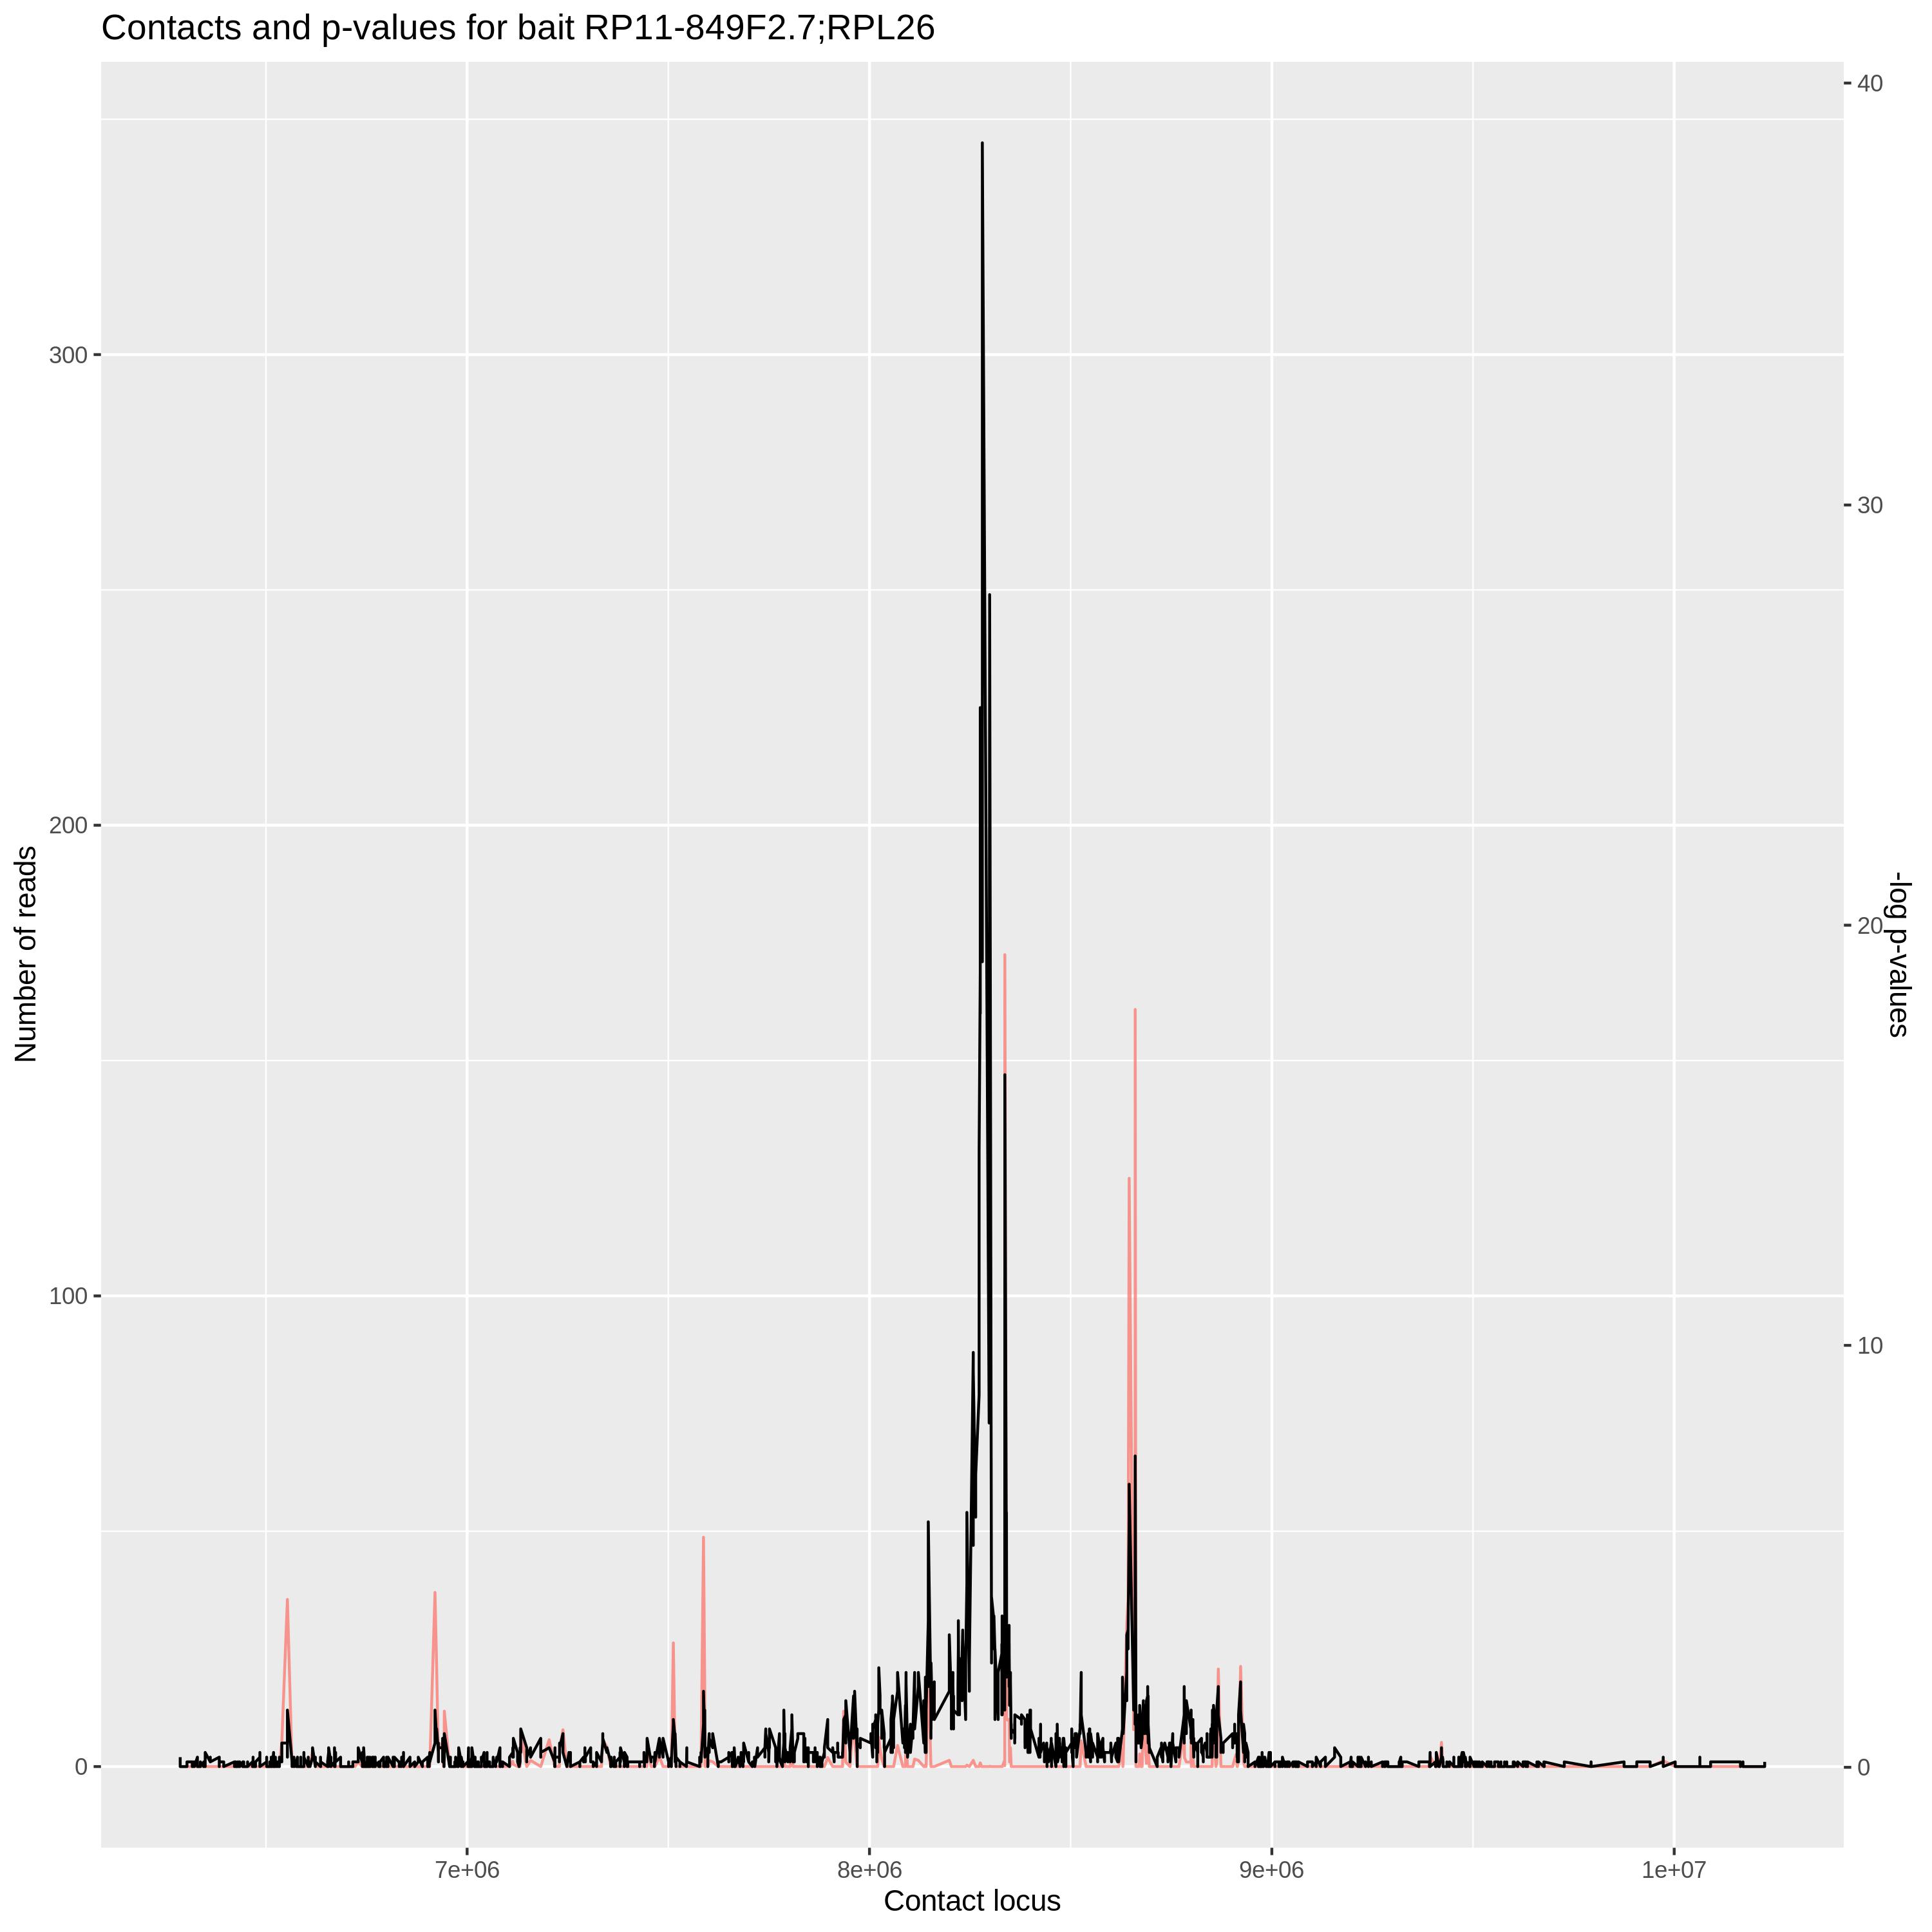 Contacts and p-values for bait RP11-849F2.7;RPL26
Number of reads
300
200
100
0
40
30
20
10
0
-log p-values
7e+06
8e+06
9e+06
1e+07
Contact locus